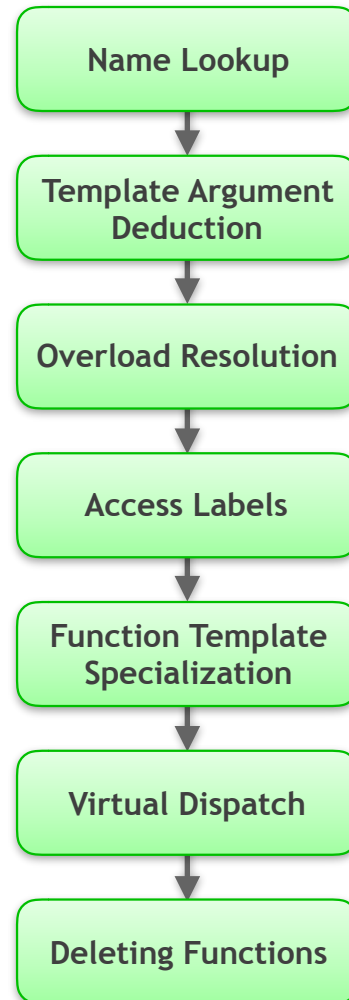 Name Lookup
Template Argument
Deduction
Overload Resolution
Access Labels
Function Template
Specialization
Virtual Dispatch
Deleting Functions